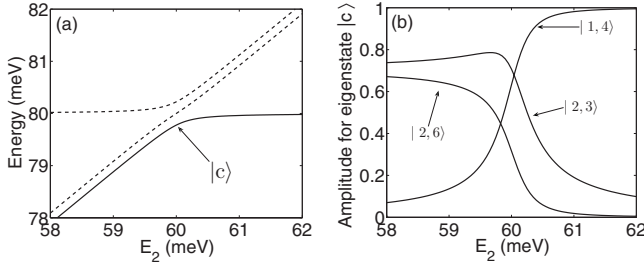 (a)
82
81
80
79
78
Energy (meV)
|c⟩
58 59 60 61 62
E₂ (meV)
(b)
1
0.8
0.6
0.4
0.2
0
Amplitude for eigenstate |c⟩
| 1,4⟩
| 2,3⟩
| 2,6⟩
58 59 60 61 62
E₂ (meV)